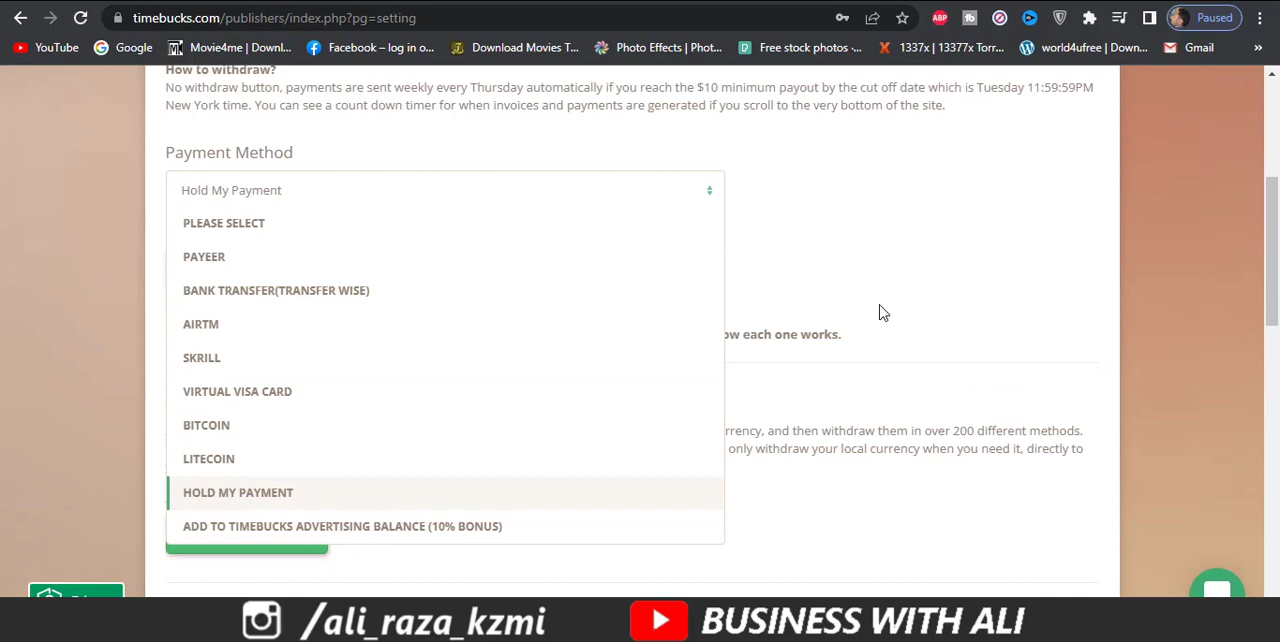 timebucks.com/publishers/index.php?pg=setting
ABP
Paused
YouTube
Google
Movie4me | Downl...
Facebook – log in o...
Download Movies T...
Photo Effects | Phot...
Free stock photos ·...
1337x | 13377x Torr...
world4ufree | Down...
Gmail
»
How to withdraw?
No withdraw button, payments are sent weekly every Thursday automatically if you reach the $10 minimum payout by the cut off date which is Tuesday 11:59:59PM
New York time. You can see a count down timer for when invoices and payments are generated if you scroll to the very bottom of the site.
Payment Method
Hold My Payment
PLEASE SELECT
PAYEER
BANK TRANSFER(TRANSFER WISE)
AIRTM
SKRILL
VIRTUAL VISA CARD
BITCOIN
LITECOIN
HOLD MY PAYMENT
ADD TO TIMEBUCKS ADVERTISING BALANCE (10% BONUS)
ow each one works.
rrency, and then withdraw them in over 200 different methods.
only withdraw your local currency when you need it, directly to
/ali_raza_kzmi
BUSINESS WITH ALI